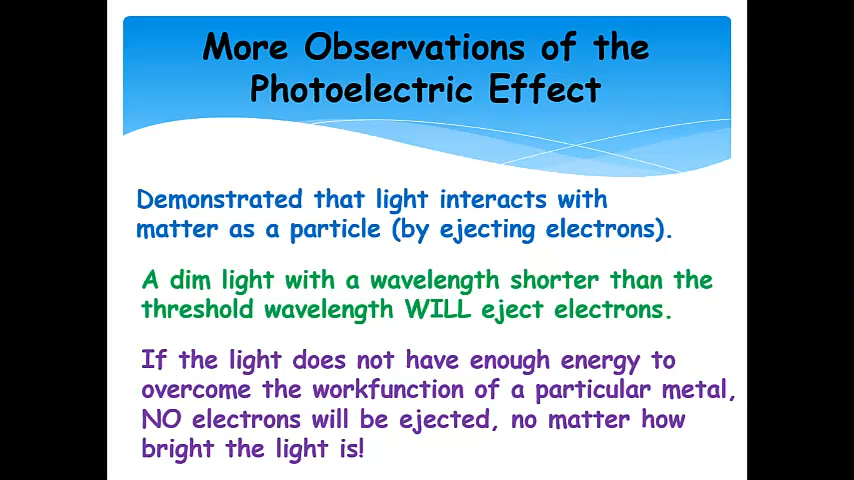 More Observations of the
Photoelectric Effect
Demonstrated that light interacts with
matter as a particle (by ejecting electrons).
A dim light with a wavelength shorter than the
threshold wavelength WILL eject electrons.
If the light does not have enough energy to
overcome the workfunction of a particular metal,
NO electrons will be ejected, no matter how
bright the light is!